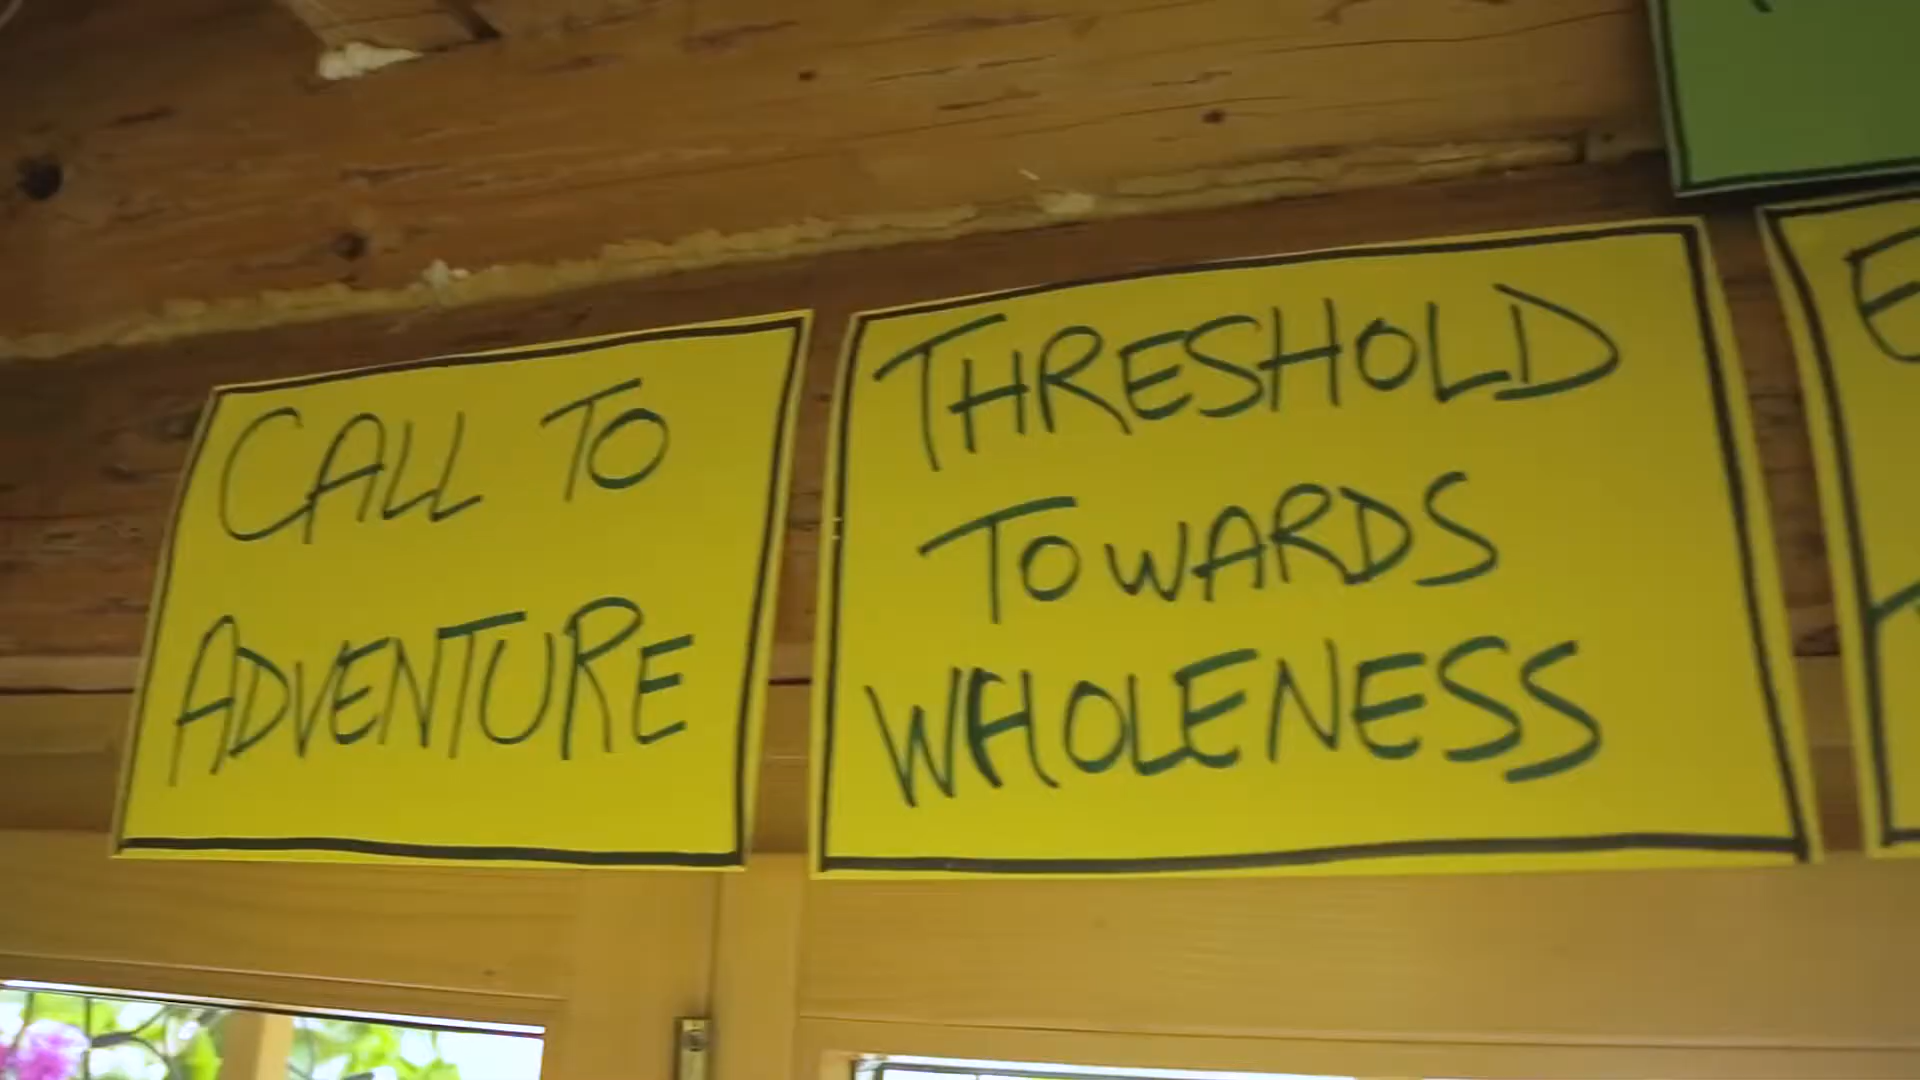 CALL TO
ADVENTURE
THRESHOLD
TOWARDS
WHOLENESS